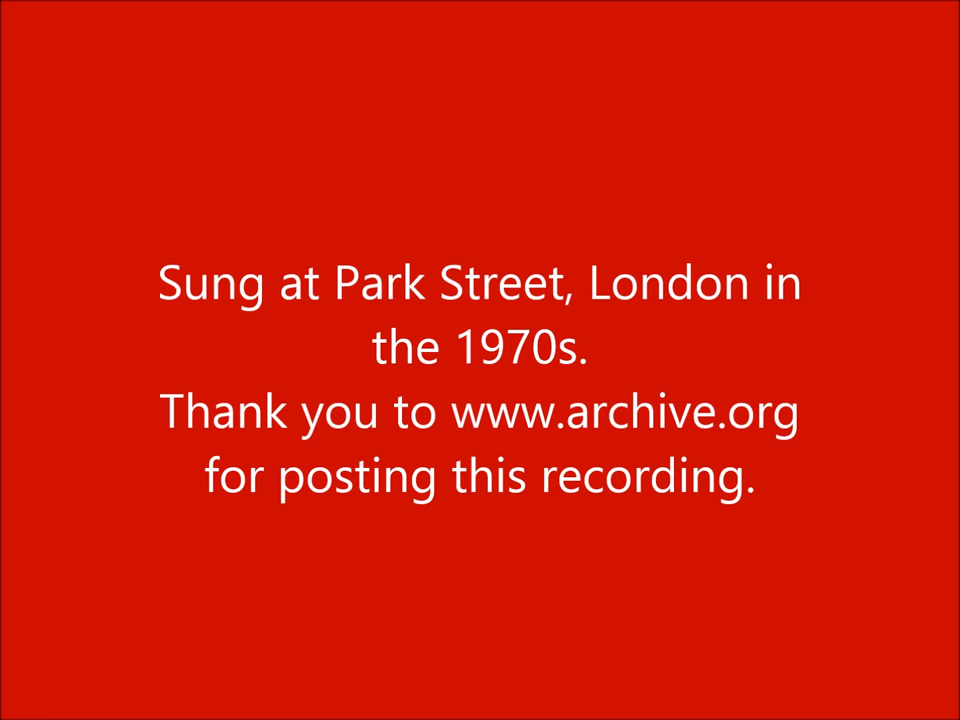 Sung at Park Street, London in
the 1970s.
Thank you to www.archive.org
for posting this recording.